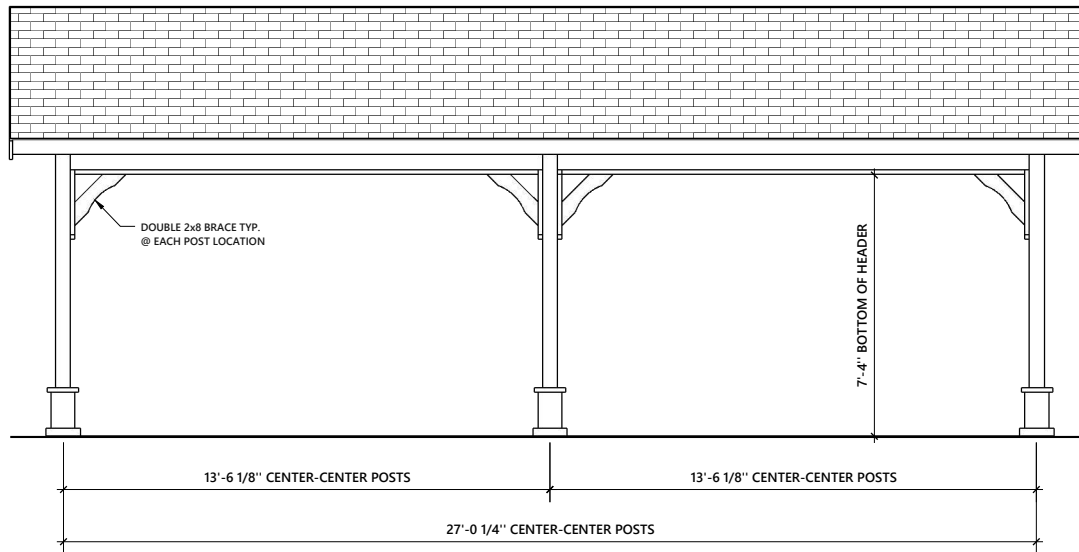 DOUBLE 2x8 BRACE TYP.
@ EACH POST LOCATION
7'-4'' BOTTOM OF HEADER
13'-6 1/8'' CENTER-CENTER POSTS
13'-6 1/8'' CENTER-CENTER POSTS
27'-0 1/4'' CENTER-CENTER POSTS